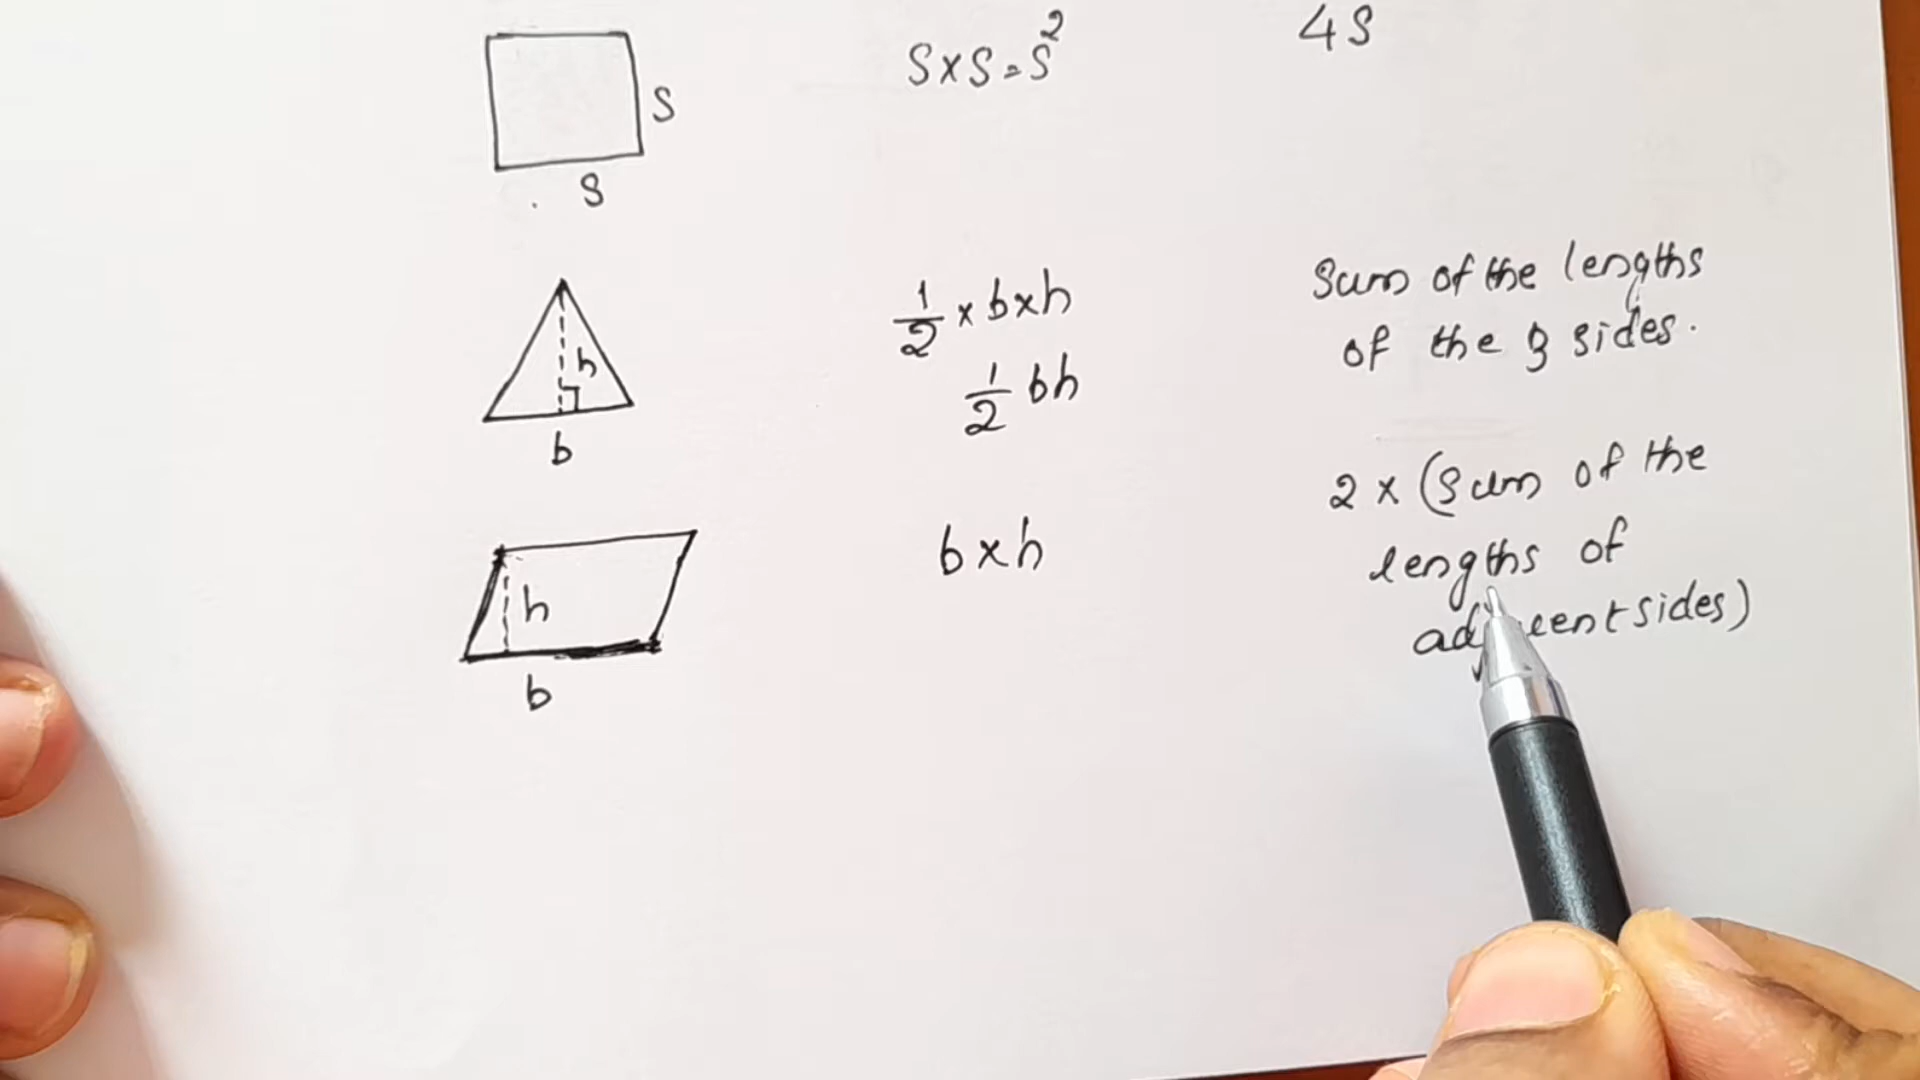 S×S=S² 4S
S
S
½×b×h Sum of the lengths
of the 3 sides.
h
½ bh
b
2×(Sum of the
b×h lengths of
h
sides)
b